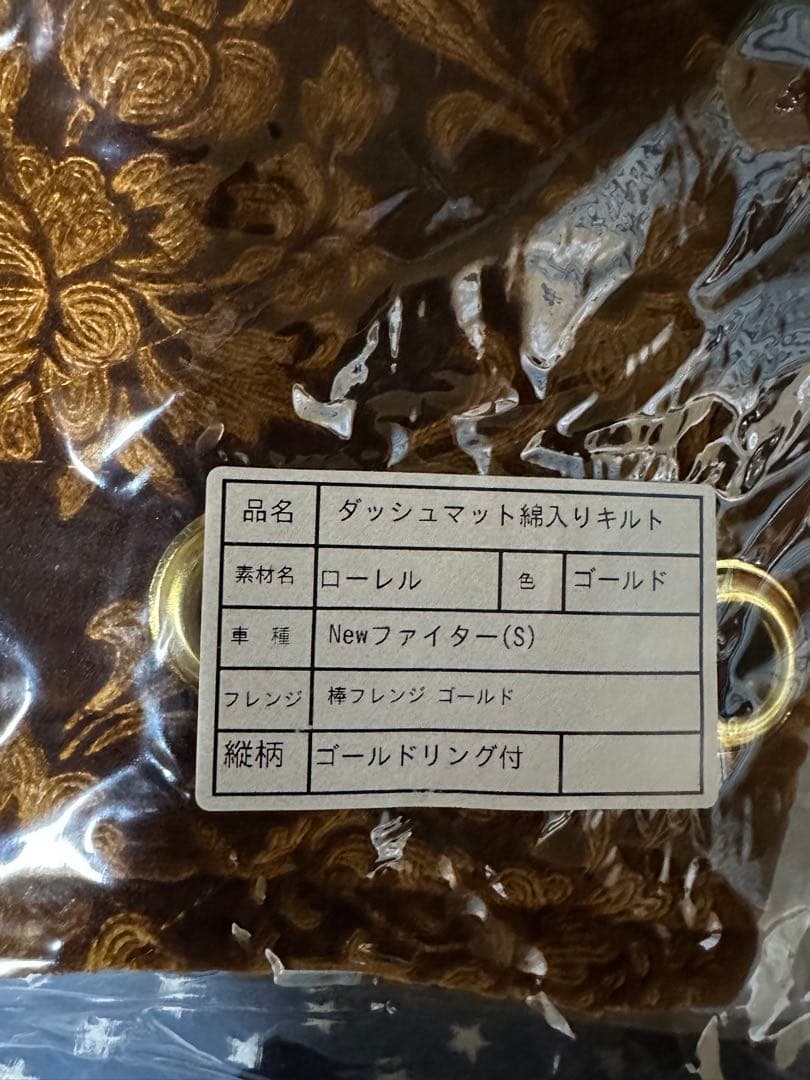 品名 ダッシュマット綿入りキルト
素材名 ローレル 色 ゴールド
車 種 Newファイター(S)
フレンジ 棒フレンジ ゴールド
縦柄 ゴールドリング付